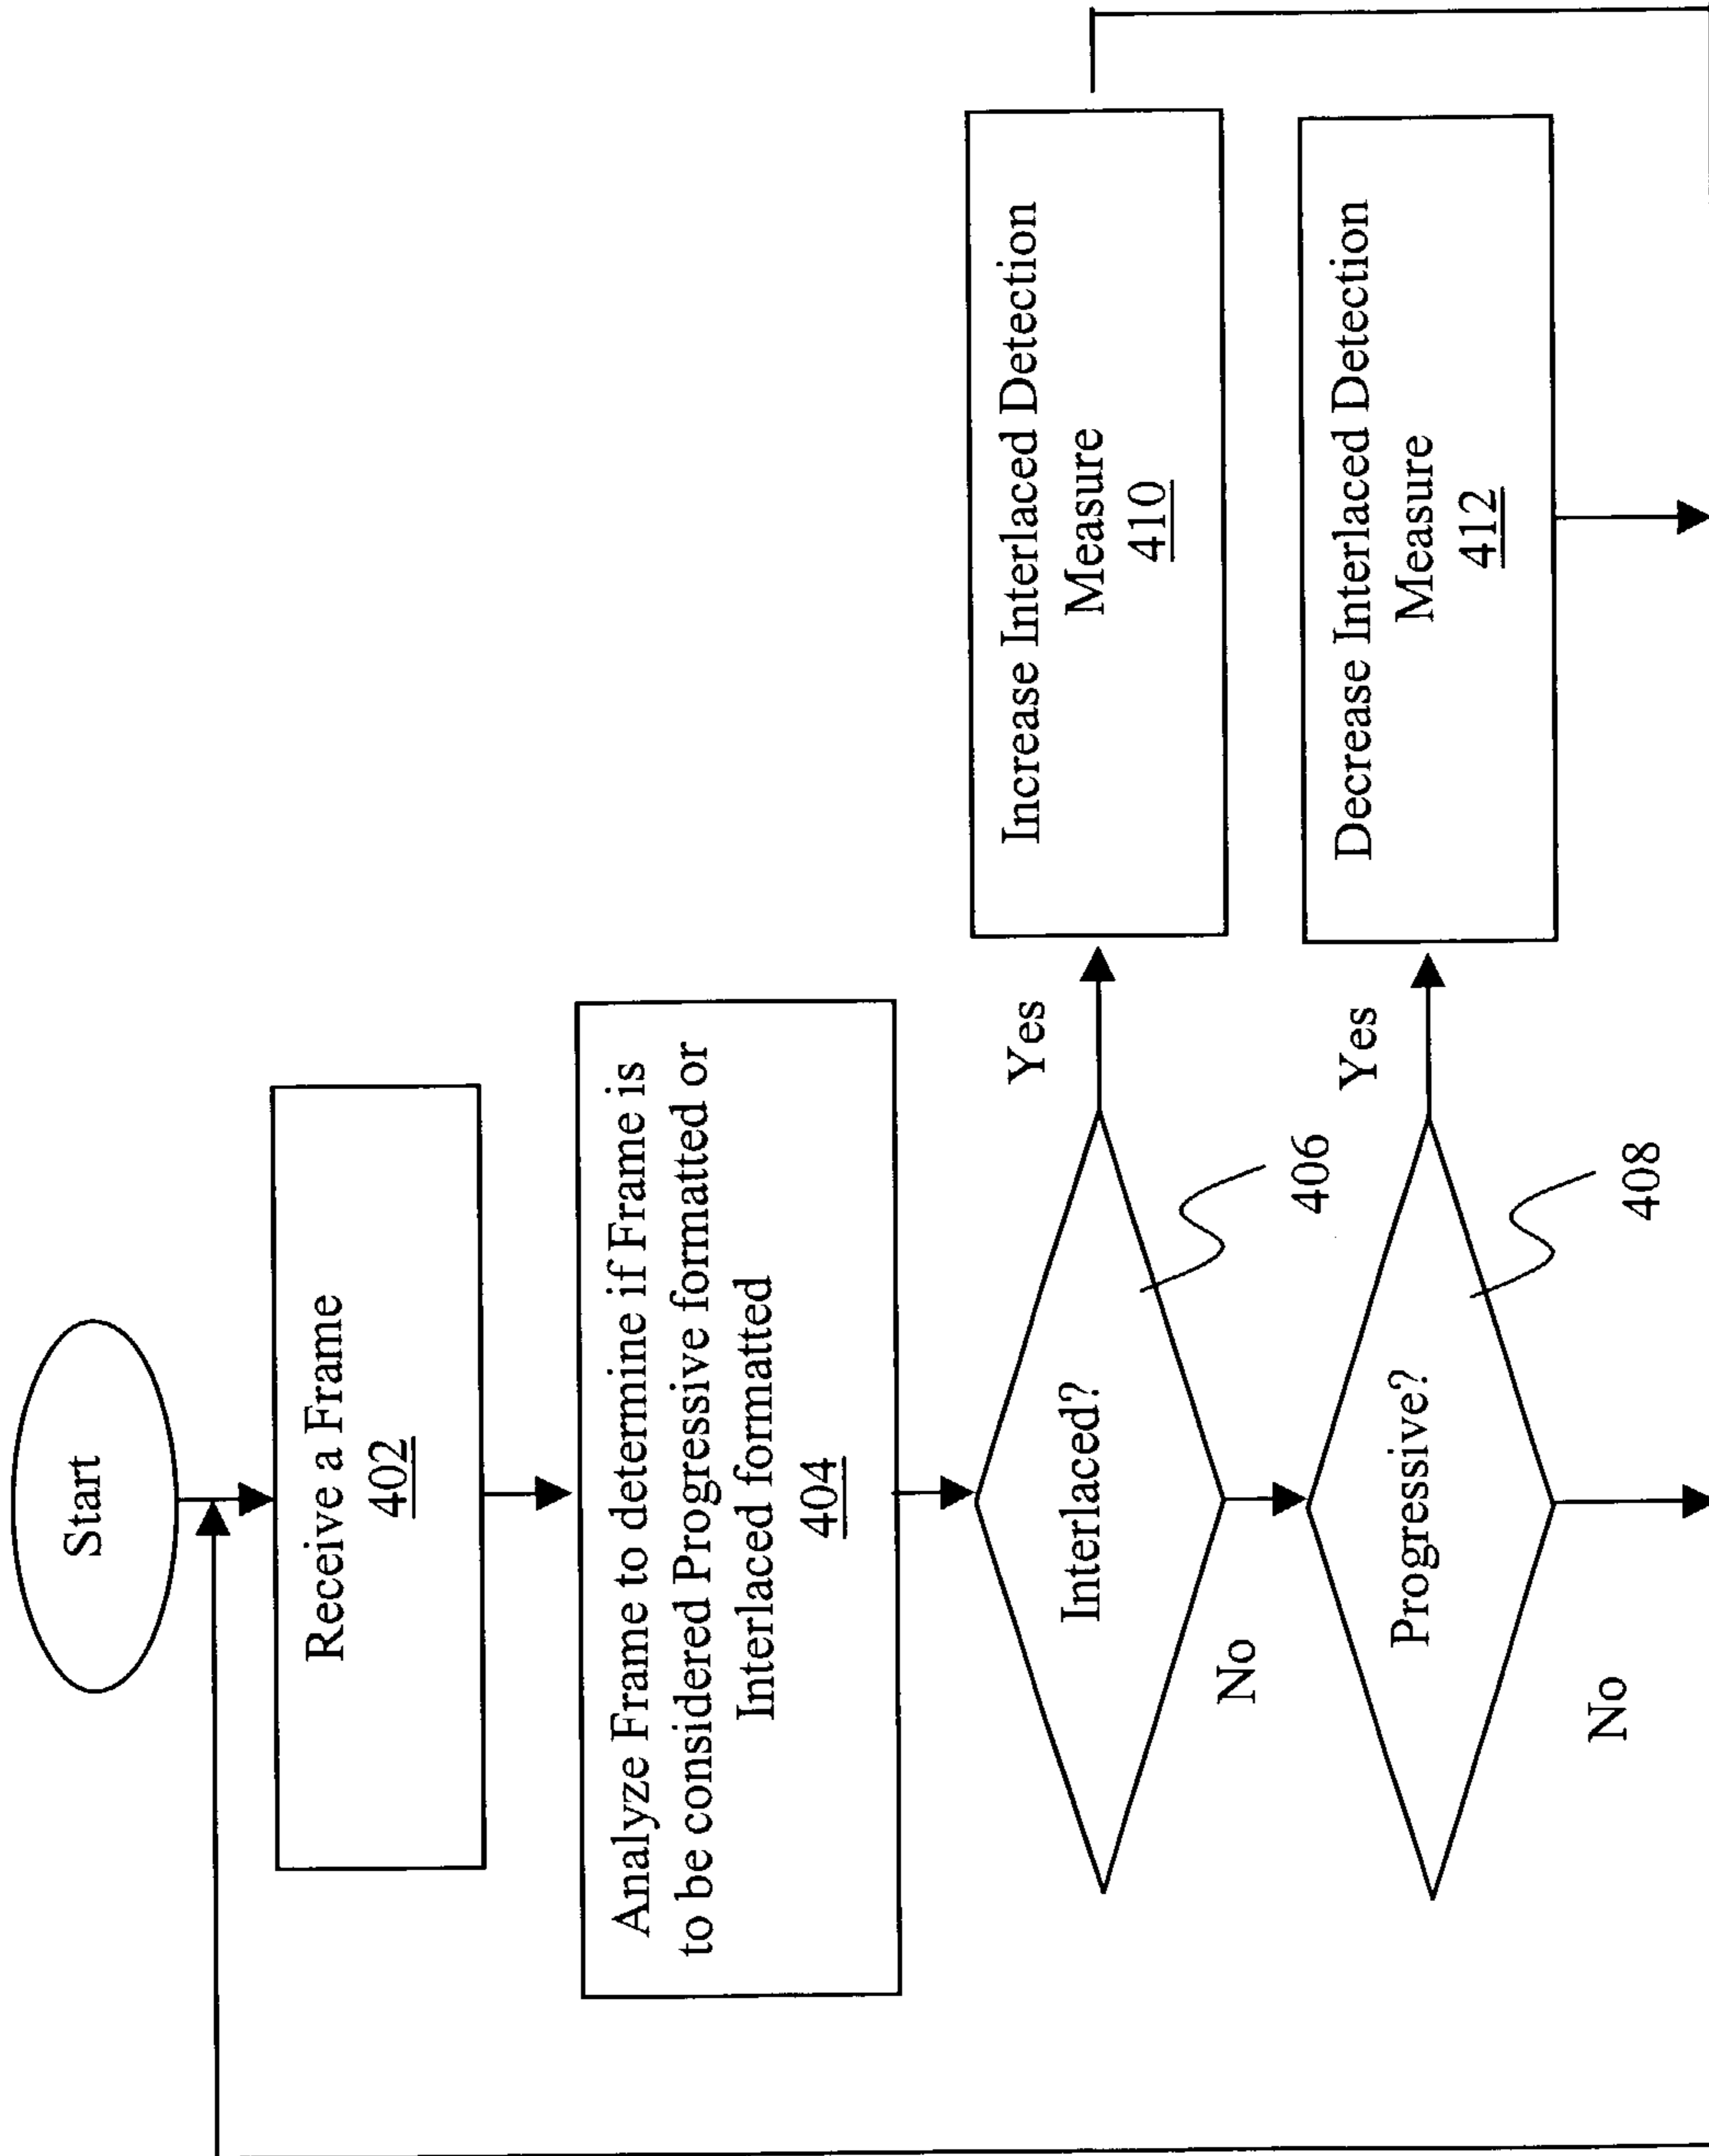 Start
Receive a Frame
402
Analyze Frame to determine if Frame is
to be considered Progressive formatted or
Interlaced formatted
404
Interlaced?
Yes
406
No
Increase Interlaced Detection
Measure
410
Progressive?
Yes
408
No
Decrease Interlaced Detection
Measure
412